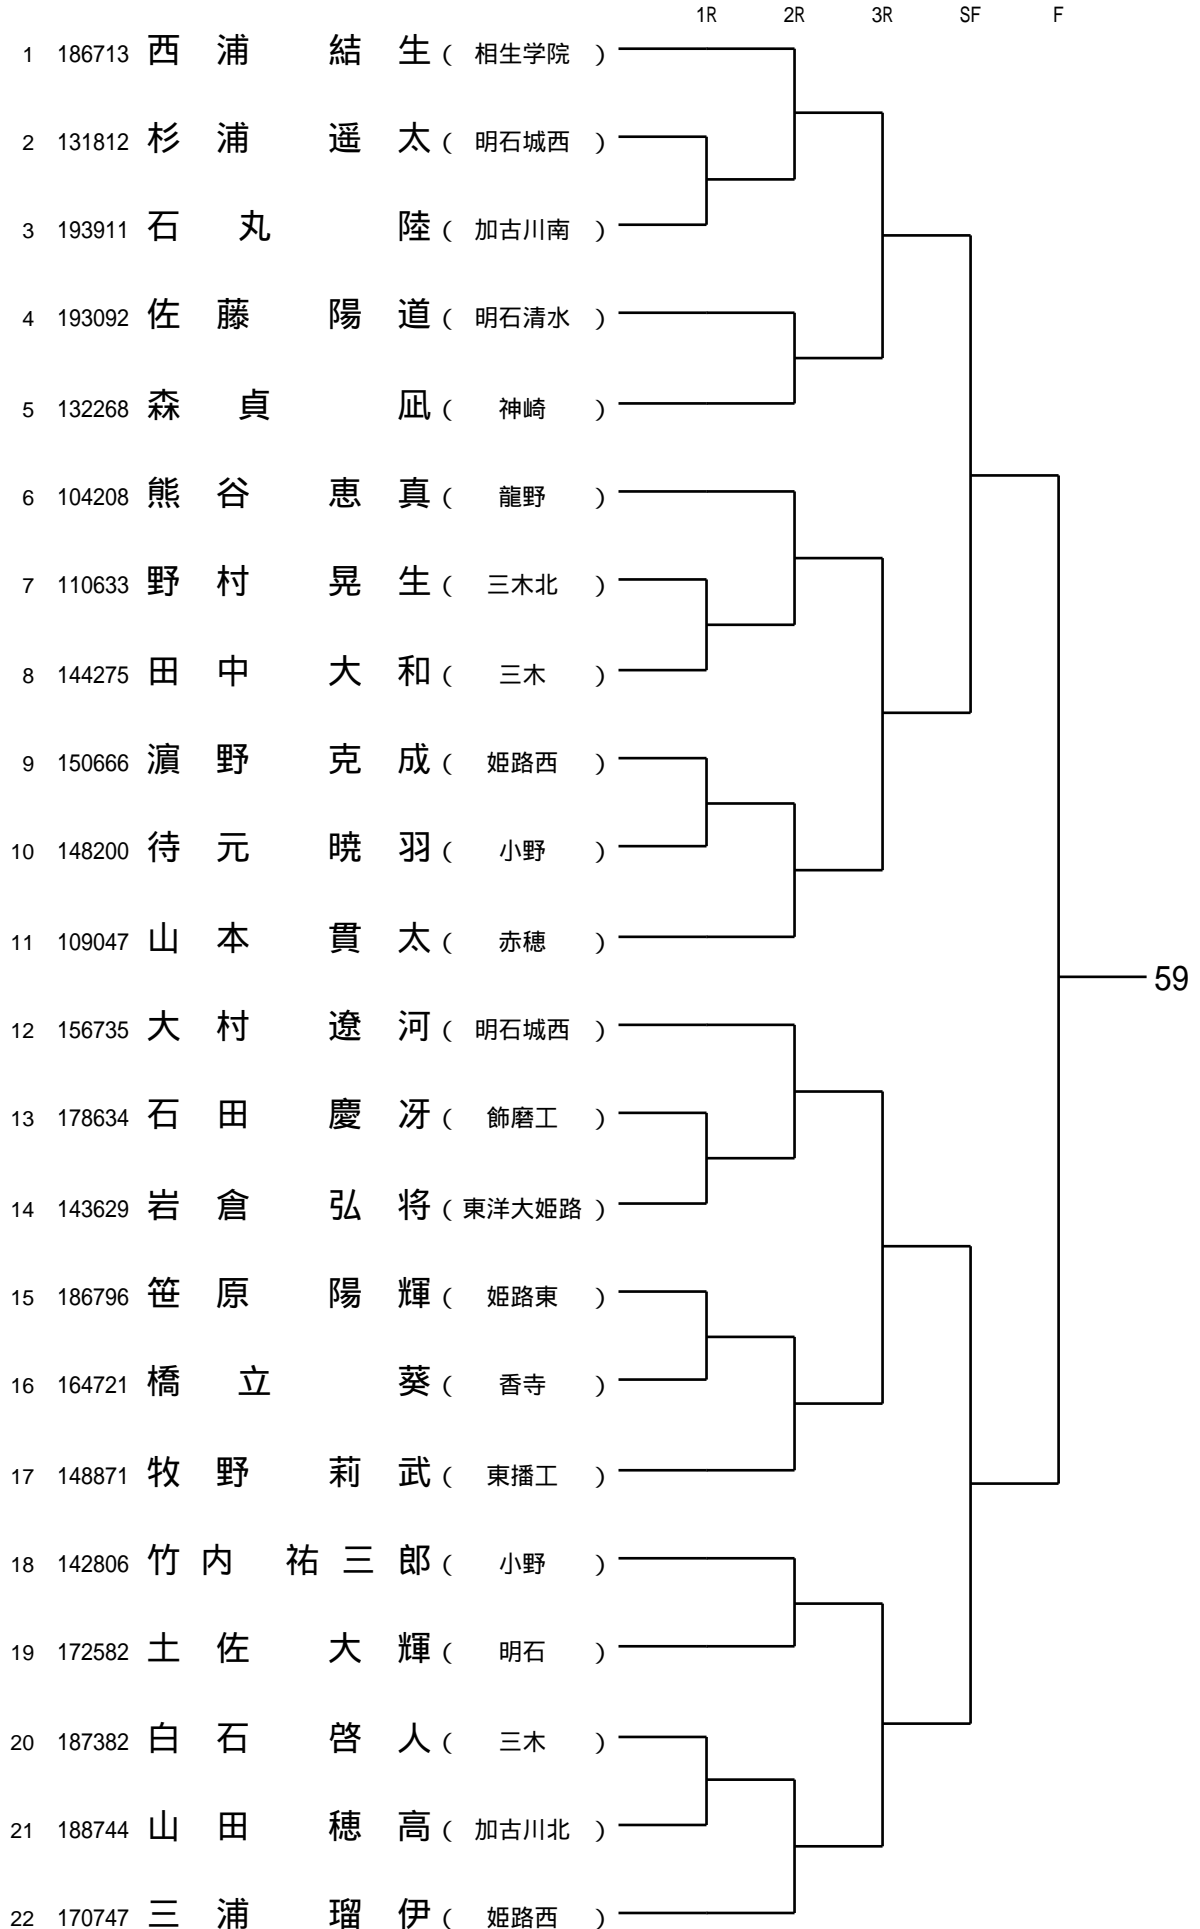 1R 2R 3R SF F
1 186713 西浦 結生 ( 相生学院 )
2 131812 杉浦 遥太 ( 明石城西 )
3 193911 石丸 陸 ( 加古川南 )
4 193092 佐藤 陽道 ( 明石清水 )
5 132268 森貞 凪 ( 神崎 )
6 104208 熊谷 恵真 ( 龍野 )
7 110633 野村 晃生 ( 三木北 )
8 144275 田中 大和 ( 三木 )
9 150666 濵野 克成 ( 姫路西 )
10 148200 待元 暁羽 ( 小野 )
11 109047 山本 貫太 ( 赤穂 )
59
12 156735 大村 遼河 ( 明石城西 )
13 178634 石田 慶冴 ( 飾磨工 )
14 143629 岩倉 弘将 ( 東洋大姫路 )
15 186796 笹原 陽輝 ( 姫路東 )
16 164721 橋立 葵 ( 香寺 )
17 148871 牧野 莉武 ( 東播工 )
18 142806 竹内 祐三郎 ( 小野 )
19 172582 土佐 大輝 ( 明石 )
20 187382 白石 啓人 ( 三木 )
21 188744 山田 穂高 ( 加古川北 )
22 170747 三浦 瑠伊 ( 姫路西 )